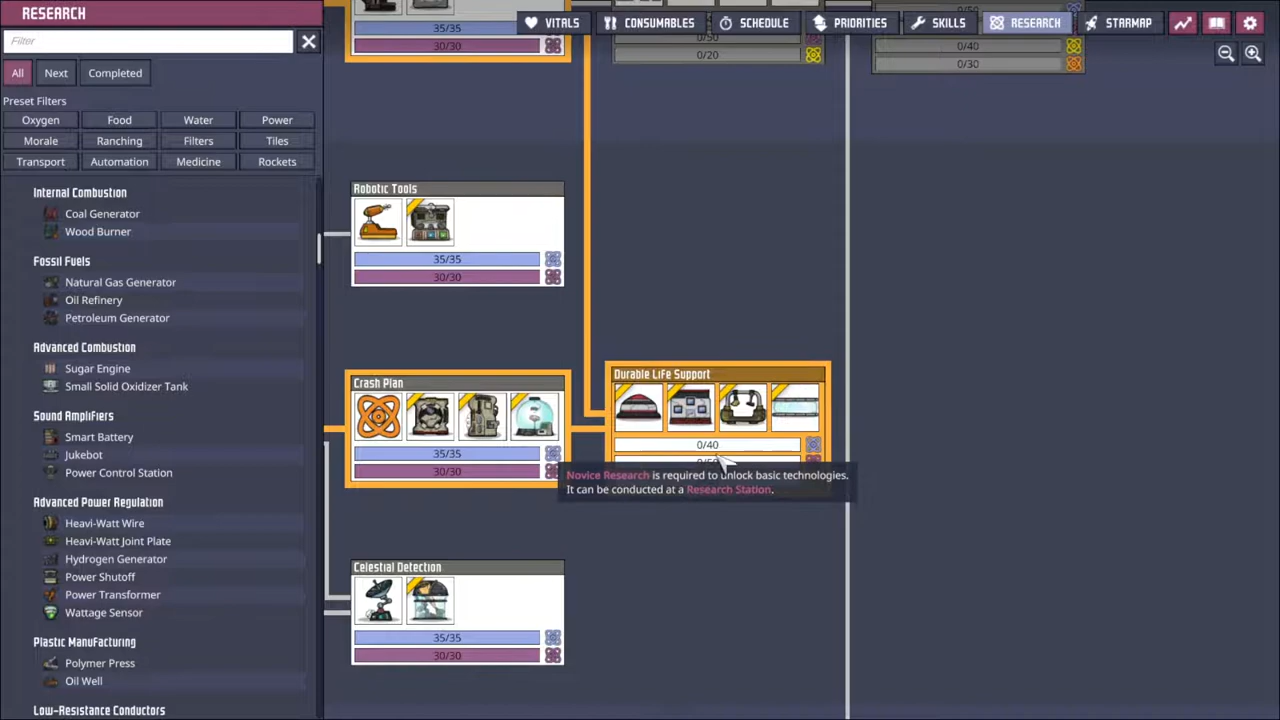 RESEARCH
VITALS
CONSUMABLES
SCHEDULE
PRIORITIES
SKILLS
RESEARCH
STARMAP
Filter
All
Next
Completed
Preset Filters
Oxygen
Food
Water
Power
Morale
Ranching
Filters
Tiles
Transport
Automation
Medicine
Rockets
Internal Combustion
Coal Generator
Wood Burner
Fossil Fuels
Natural Gas Generator
Oil Refinery
Petroleum Generator
Advanced Combustion
Sugar Engine
Small Solid Oxidizer Tank
Sound Amplifiers
Smart Battery
Jukebot
Power Control Station
Advanced Power Regulation
Heavi-Watt Wire
Heavi-Watt Joint Plate
Hydrogen Generator
Power Shutoff
Power Transformer
Wattage Sensor
Plastic Manufacturing
Polymer Press
Oil Well
Low-Resistance Conductors
35/35
30/30
0/50
0/20
0/40
0/30
Robotic Tools
35/35
30/30
Crash Plan
35/35
30/30
Durable Life Support
0/40
Novice Research is required to unlock basic technologies.
It can be conducted at a Research Station.
Celestial Detection
35/35
30/30